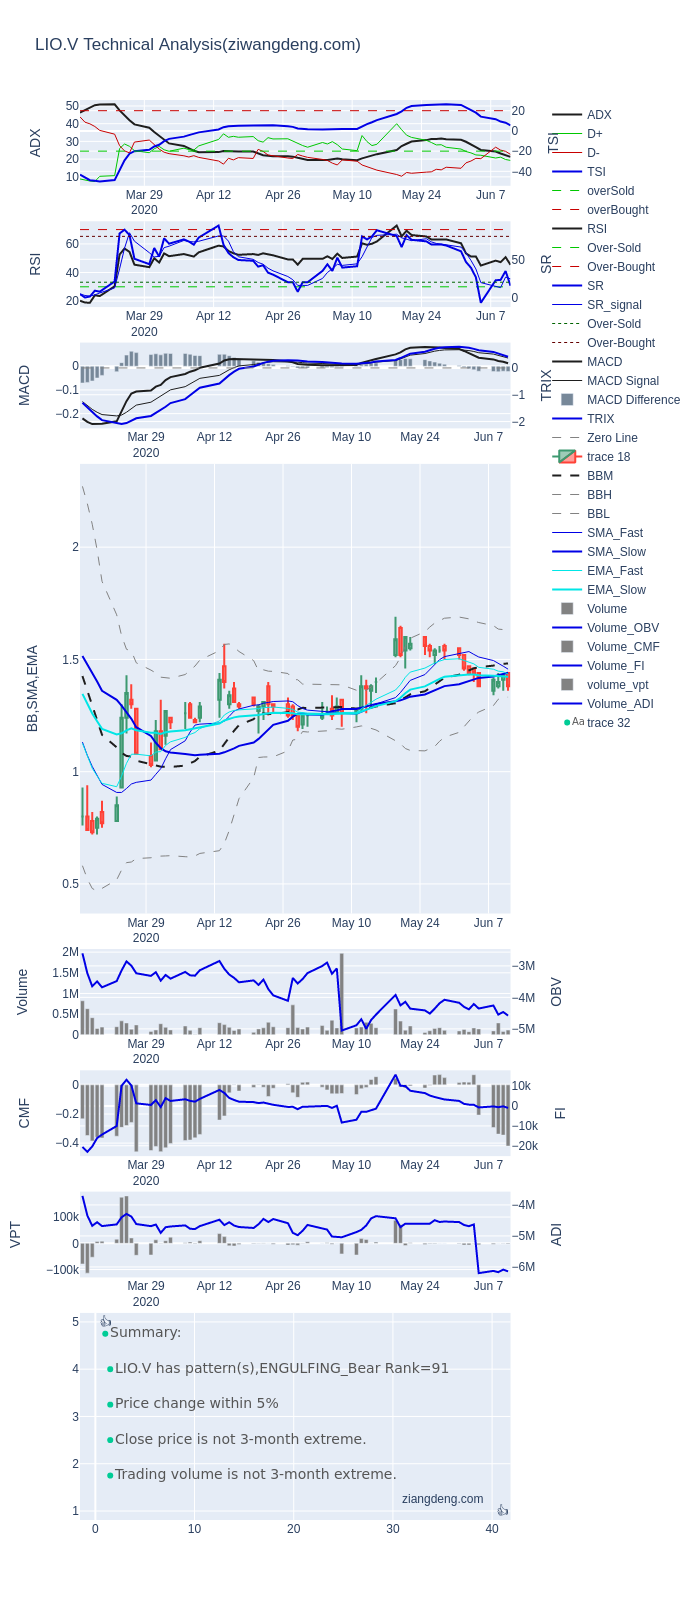 LIO.V Technical Analysis(ziwangdeng.com)
ADX
50
40
30
20
10
20
0
−20
−40
TSI
Mar 29 Apr 12 Apr 26 May 10 May 24 Jun 7
2020
RSI
60
40
20
50
0
SR
Mar 29 Apr 12 Apr 26 May 10 May 24 Jun 7
2020
MACD
0
−0.1
−0.2
0
−1
−2
TRIX
Mar 29 Apr 12 Apr 26 May 10 May 24 Jun 7
2020
BB,SMA,EMA
2
1.5
1
0.5
Mar 29 Apr 12 Apr 26 May 10 May 24 Jun 7
2020
Volume
2M
1.5M
1M
0.5M
0
−3M
−4M
−5M
OBV
Mar 29 Apr 12 Apr 26 May 10 May 24 Jun 7
2020
CMF
0
−0.2
−0.4
10k
0
−10k
−20k
FI
Mar 29 Apr 12 Apr 26 May 10 May 24 Jun 7
2020
VPT
100k
0
−100k
−4M
−5M
−6M
ADI
Mar 29 Apr 12 Apr 26 May 10 May 24 Jun 7
2020
5
4
3
2
1
👍
Summary:
LIO.V has pattern(s),ENGULFING_Bear Rank=91
Price change within 5%
Close price is not 3-month extreme.
Trading volume is not 3-month extreme.
ziangdeng.com
👍
0 10 20 30 40
ADX
D+
D-
TSI
overSold
overBought
RSI
Over-Sold
Over-Bought
SR
SR_signal
Over-Sold
Over-Bought
MACD
MACD Signal
MACD Difference
TRIX
Zero Line
trace 18
BBM
BBH
BBL
SMA_Fast
SMA_Slow
EMA_Fast
EMA_Slow
Volume
Volume_OBV
Volume_CMF
Volume_FI
volume_vpt
Volume_ADI
Aa trace 32